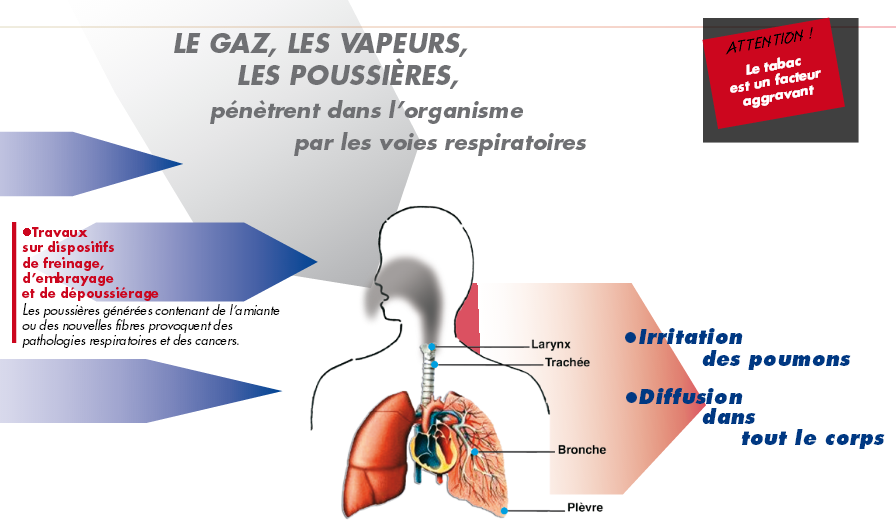 LE GAZ, LES VAPEURS,
LES POUSSIÈRES,
pénètrent dans l'organisme
par les voies respiratoires
ATTENTION !
Le tabac
est un facteur
aggravant
●Travaux
sur dispositifs
de freinage,
d'embrayage
et de dépoussiérage
Les poussières générées contenant de l'amiante
ou des nouvelles fibres provoquent des
pathologies respiratoires et des cancers.
Larynx
Trachée
Bronche
Plèvre
●Irritation
des poumons
●Diffusion
dans
tout le corps